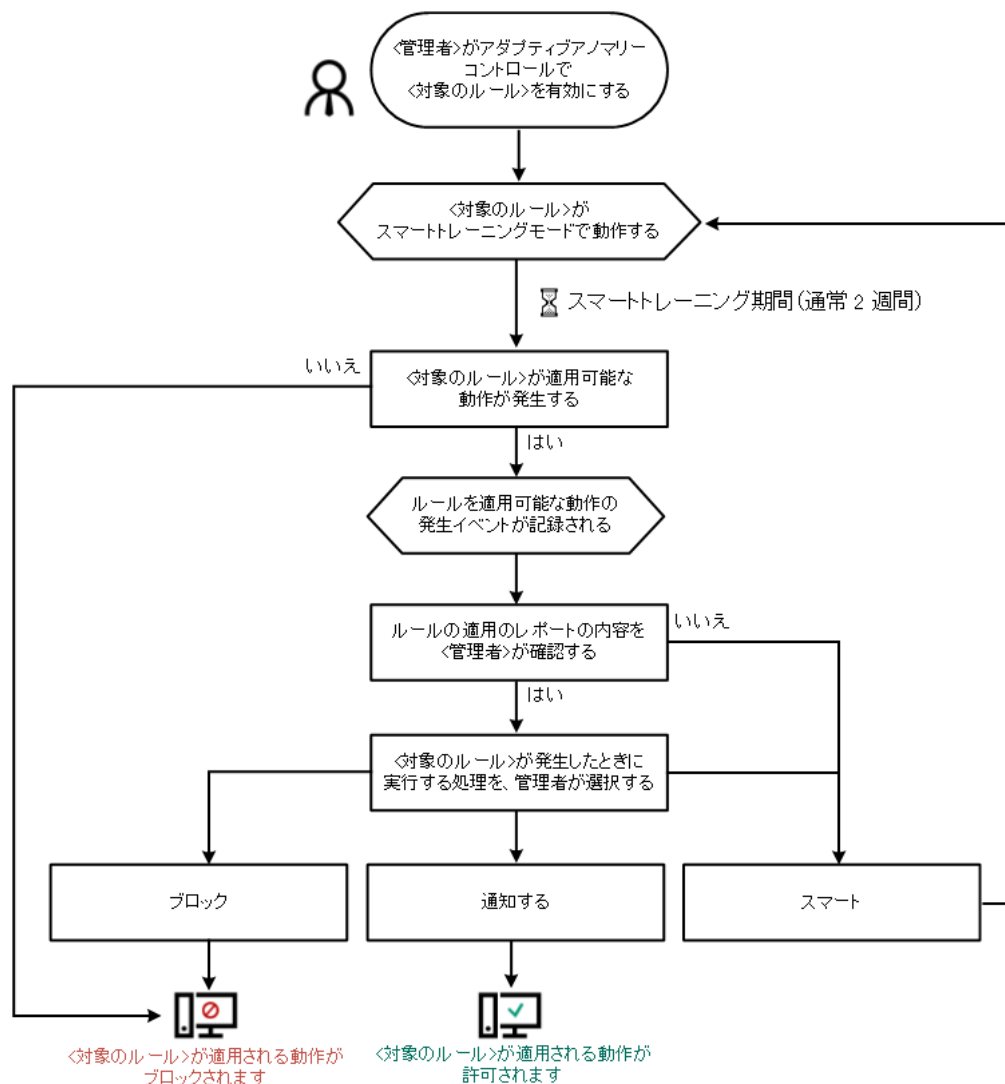 <管理者>がアダプティブアノマリー
コントロールで
<対象のルール>を有効にする
<対象のルール>が
スマートトレーニングモードで動作する
スマートトレーニング期間(通常 2 週間)
いいえ
<対象のルール>が適用可能な
動作が発生する
はい
ルールを適用可能な動作の
発生イベントが記録される
ルールの適用のレポートの内容を
<管理者>が確認する
いいえ
はい
<対象のルール>が発生したときに
実行する処理を、管理者が選択する
ブロック
通知する
スマート
<対象のルール>が適用される動作が
ブロックされます
<対象のルール>が適用される動作が
許可されます